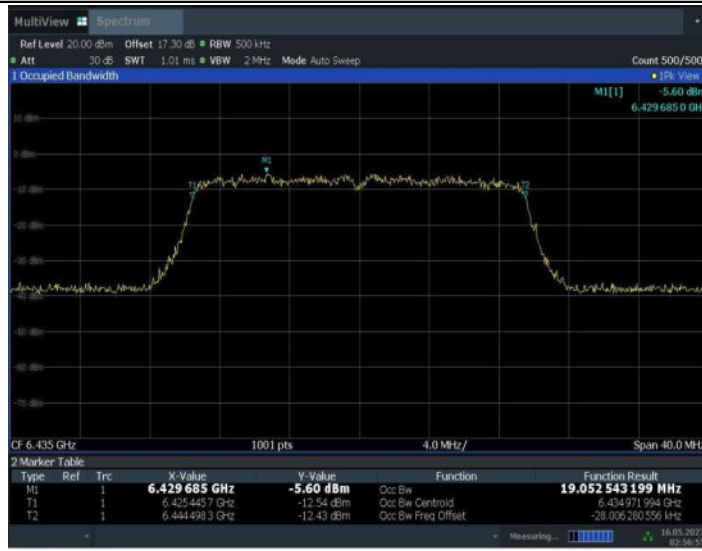 MultiView Spectrum
Ref Level 20.00 dBm Offset 17.30 dB RBW 500 kHz
Att 30 dB SWT 1.01 ms VBW 2 MHz Mode Auto Sweep Count 500/500
1 Occupied Bandwidth 1Pk View
M1[1] -5.60 dBm
6.429 685 0 GH
10 dBm
0 dBm
M1
T1 T2
-10 dBm
-20 dBm
-30 dBm
-40 dBm
-50 dBm
-60 dBm
-70 dBm
CF 6.435 GHz 1001 pts 4.0 MHz/ Span 40.0 MHz
2 Marker Table
Type Ref Trc X-Value Y-Value Function Function Result
M1 1 6.429 685 GHz -5.60 dBm Occ Bw 19.052 543 199 MHz
T1 1 6.425 445 7 GHz -12.54 dBm Occ Bw Centroid 6.434 971 994 GHz
T2 1 6.444 498 3 GHz -12.43 dBm Occ Bw Freq Offset -28.006 280 556 kHz
Measuring... 16.05.2023
02:56:5